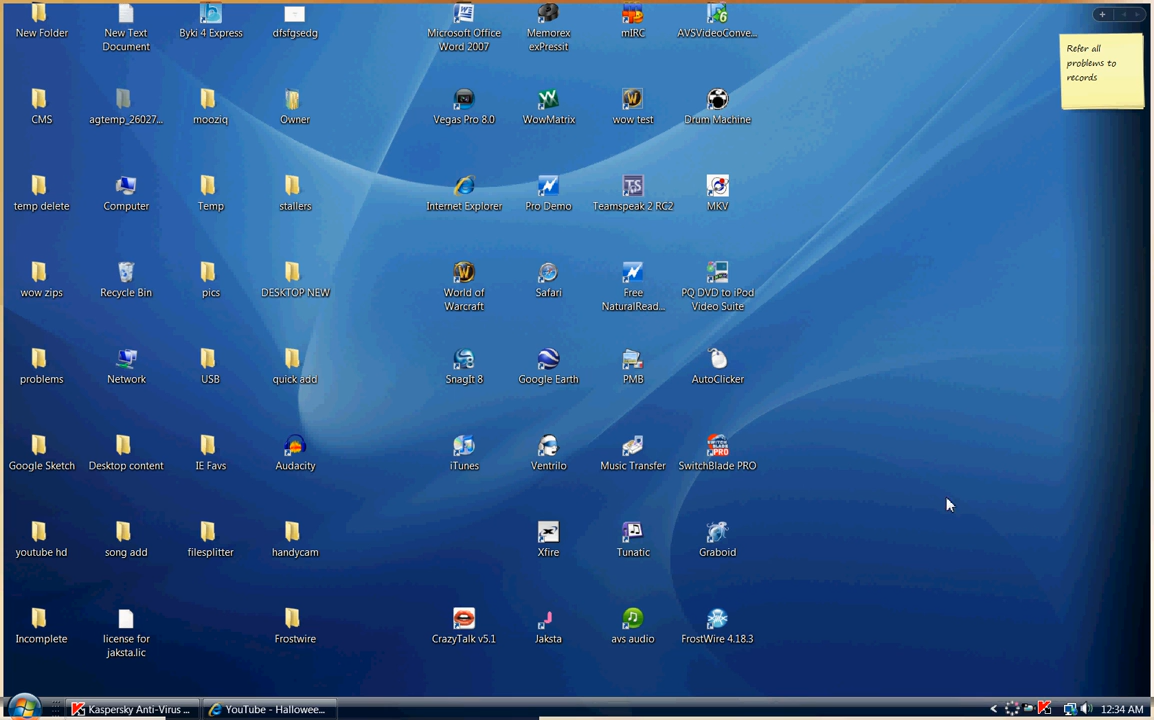 New Folder
New Text
Document
Byki 4 Express
dfsfgsedg
Microsoft Office
Word 2007
Memorex
exPressit
mIRC
AVSVideoConve...
Refer all
problems to
records
CMS
agtemp_26027...
mooziq
Owner
Vegas Pro 8.0
WowMatrix
wow test
Drum Machine
temp delete
Computer
Temp
stallers
Internet Explorer
Pro Demo
Teamspeak 2 RC2
MKV
wow zips
Recycle Bin
pics
DESKTOP NEW
World of
Warcraft
Safari
Free
NaturalRead...
PQ DVD to iPod
Video Suite
problems
Network
USB
quick add
SnagIt 8
Google Earth
PMB
AutoClicker
Google Sketch
Desktop content
IE Favs
Audacity
iTunes
Ventrilo
Music Transfer
SwitchBlade PRO
youtube hd
song add
filesplitter
handycam
Xfire
Tunatic
Graboid
Incomplete
license for
jaksta.lic
Frostwire
CrazyTalk v5.1
Jaksta
avs audio
FrostWire 4.18.3
Kaspersky Anti-Virus ...
YouTube - Hallowee...
12:34 AM